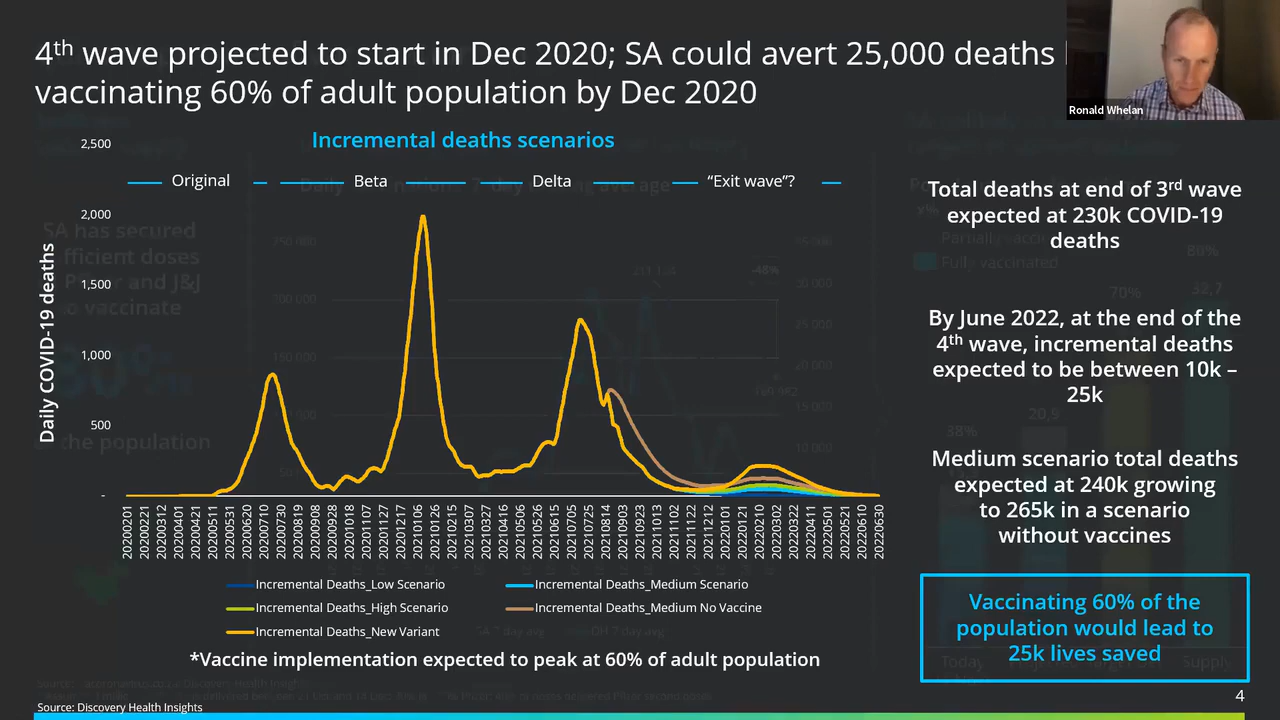 4th wave projected to start in Dec 2020; SA could avert 25,000 deaths
vaccinating 60% of adult population by Dec 2020
Ronald Whelan
Incremental deaths scenarios
Original
Beta
Delta
“Exit wave”?
Daily COVID-19 deaths
2,500
2,000
1,500
1,000
500
-
20200201
20200221
20200312
20200401
20200421
20200511
20200531
20200620
20200710
20200730
20200819
20200908
20200928
20201018
20201107
20201127
20201217
20210106
20210126
20210215
20210307
20210327
20210416
20210506
20210526
20210615
20210705
20210725
20210814
20210903
20210923
20211013
20211102
20211122
20211212
20220101
20220121
20220210
20220302
20220322
20220411
20220501
20220521
20220610
20220630
Incremental Deaths_Low Scenario
Incremental Deaths_Medium Scenario
Incremental Deaths_High Scenario
Incremental Deaths_Medium No Vaccine
Incremental Deaths_New Variant
*Vaccine implementation expected to peak at 60% of adult population
Total deaths at end of 3rd wave
expected at 230k COVID-19
deaths
By June 2022, at the end of the
4th wave, incremental deaths
expected to be between 10k –
25k
Medium scenario total deaths
expected at 240k growing
to 265k in a scenario
without vaccines
Vaccinating 60% of the
population would lead to
25k lives saved
4
Source: Discovery Health Insights